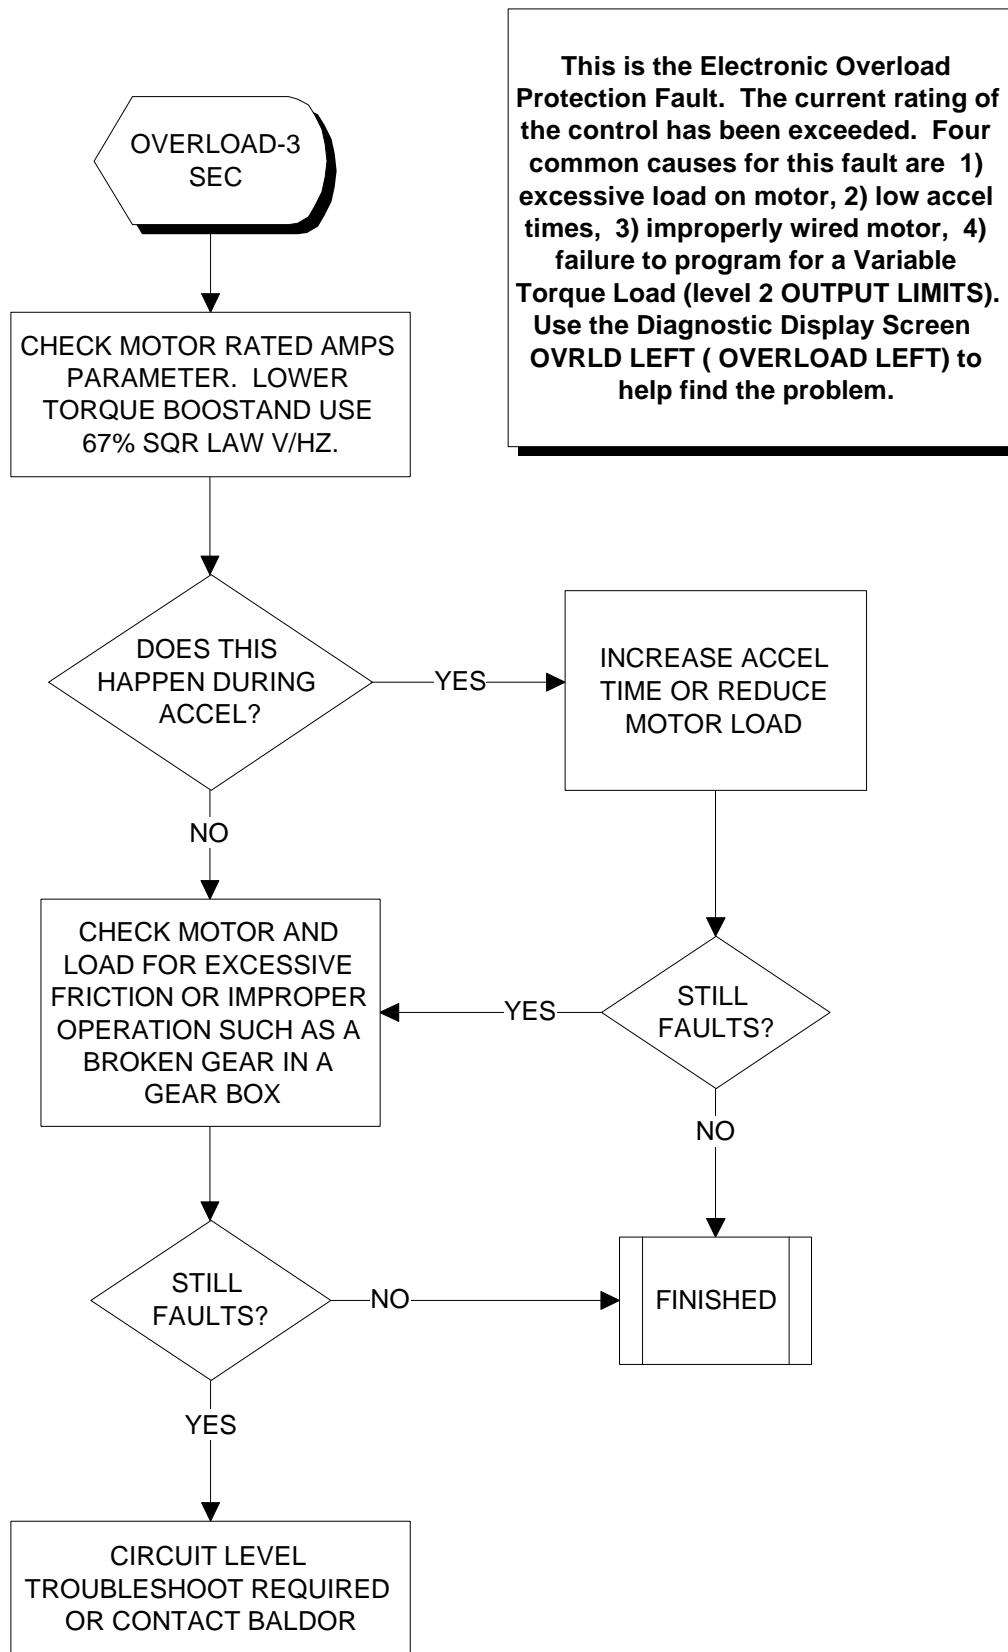 This is the Electronic Overload
Protection Fault.  The current rating of
the control has been exceeded.  Four
common causes for this fault are  1)
excessive load on motor, 2) low accel
times,  3) improperly wired motor,  4)
failure to program for a Variable
Torque Load (level 2 OUTPUT LIMITS).
Use the Diagnostic Display Screen
OVRLD LEFT ( OVERLOAD LEFT) to
help find the problem.
OVERLOAD-3
SEC
CHECK MOTOR RATED AMPS
PARAMETER.  LOWER
TORQUE BOOSTAND USE
67% SQR LAW V/HZ.
DOES THIS
HAPPEN DURING
ACCEL?
YES
INCREASE ACCEL
TIME OR REDUCE
MOTOR LOAD
NO
CHECK MOTOR AND
LOAD FOR EXCESSIVE
FRICTION OR IMPROPER
OPERATION SUCH AS A
BROKEN GEAR IN A
GEAR BOX
YES
STILL
FAULTS?
NO
STILL
FAULTS?
NO
FINISHED
YES
CIRCUIT LEVEL
TROUBLESHOOT REQUIRED
OR CONTACT BALDOR